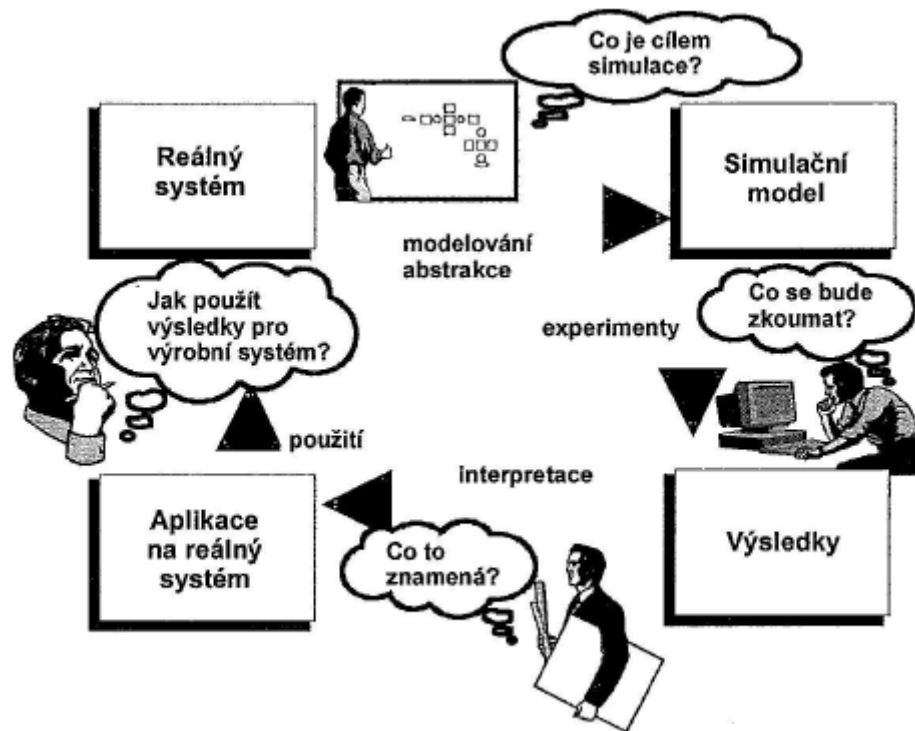 Co je cílem
simulace?
Reálný
systém
Simulační
model
modelování
abstrakce
Jak použít
výsledky pro
výrobní systém?
experimenty
Co se bude
zkoumat?
použití
interpretace
Aplikace
na reálný
systém
Co to
znamená?
Výsledky